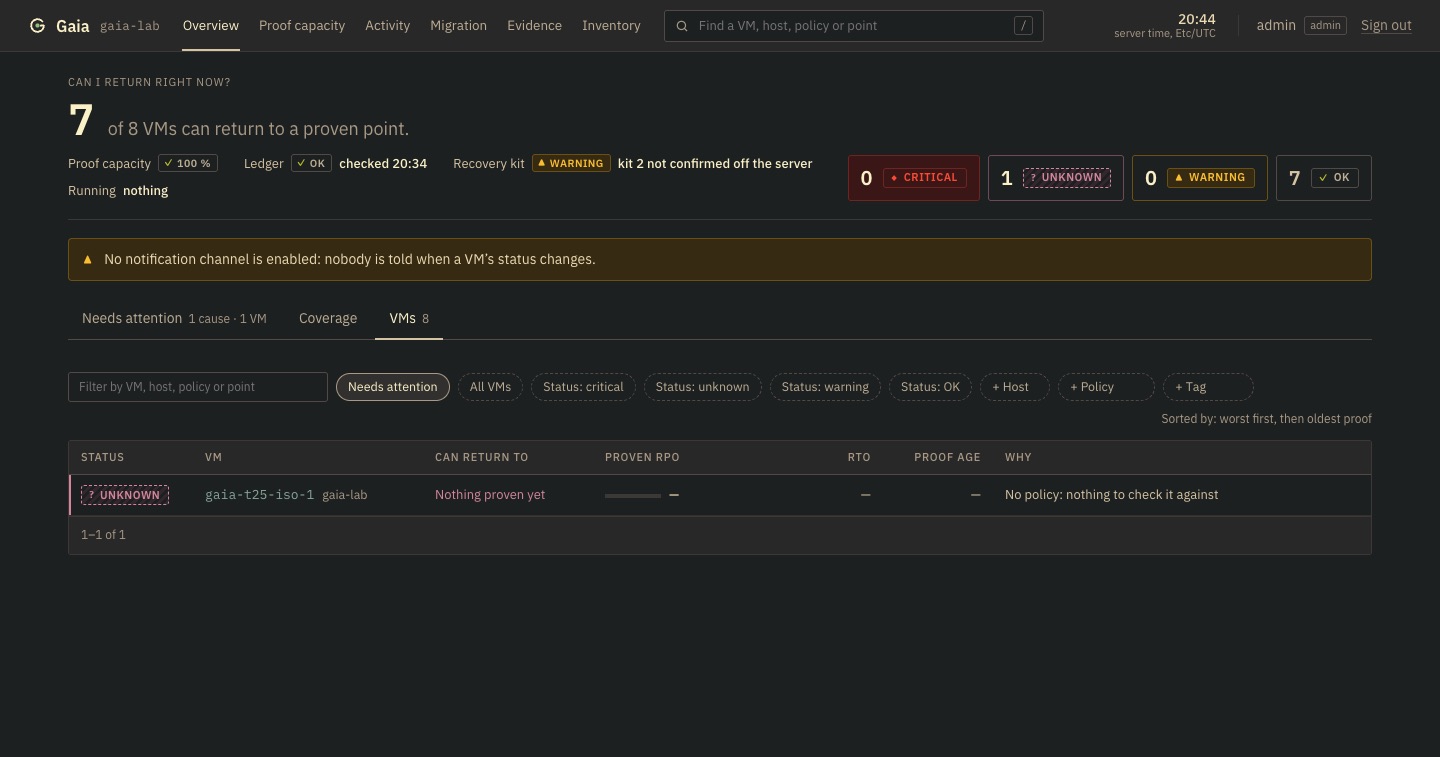 Gaia gaia-lab Overview Proof capacity Activity Migration Evidence Inventory Find a VM, host, policy or point / 20:44 admin admin Sign out
server time, Etc/UTC
CAN I RETURN RIGHT NOW?
7 of 8 VMs can return to a proven point.
Proof capacity ✓ 100 % Ledger ✓ OK checked 20:34 Recovery kit ▲ WARNING kit 2 not confirmed off the server
Running nothing
0 ◆ CRITICAL 1 ? UNKNOWN 0 ▲ WARNING 7 ✓ OK
▲ No notification channel is enabled: nobody is told when a VM’s status changes.
Needs attention 1 cause · 1 VM Coverage VMs 8
Filter by VM, host, policy or point Needs attention All VMs Status: critical Status: unknown Status: warning Status: OK + Host + Policy + Tag
Sorted by: worst first, then oldest proof
STATUS VM CAN RETURN TO PROVEN RPO RTO PROOF AGE WHY
? UNKNOWN gaia-t25-iso-1 gaia-lab Nothing proven yet — — — No policy: nothing to check it against
1–1 of 1